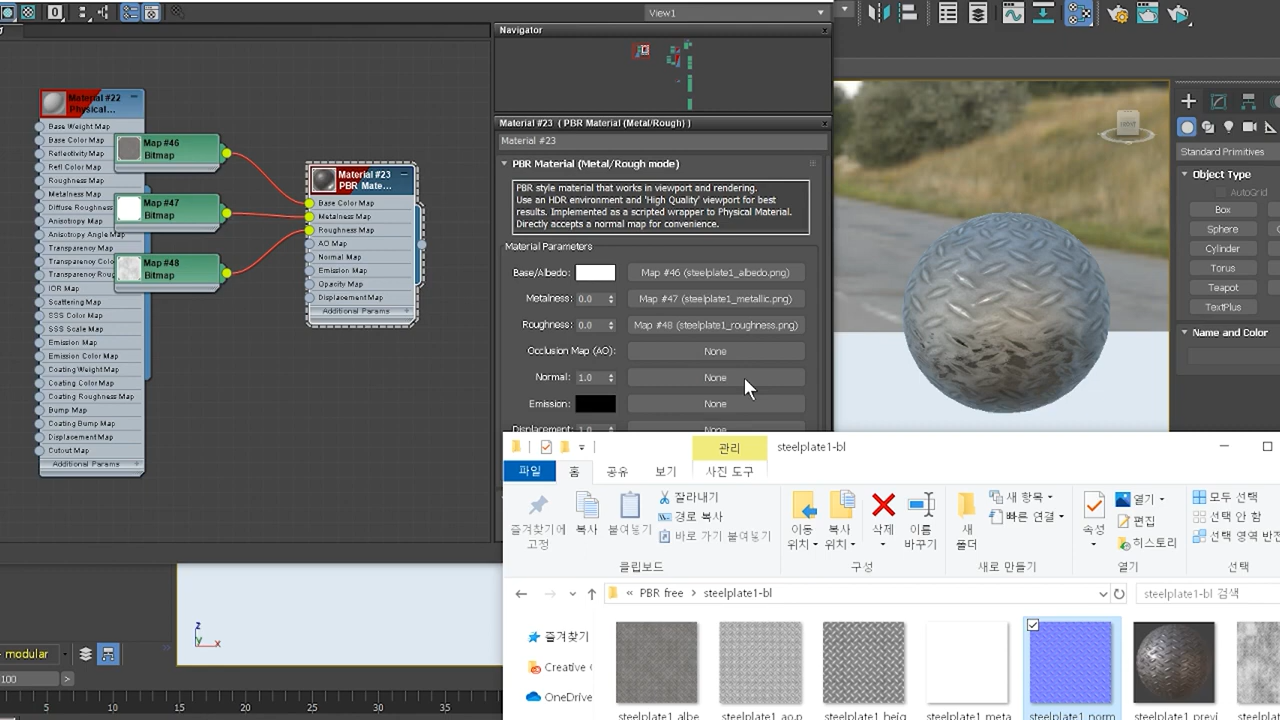 View1
Navigator
Material #22
Physical...
Base Weight Map
Base Color Map
Reflectivity Map
Refl Color Map
Roughness Map
Metalness Map
Diffuse Roughness
Anisotropy Map
Anisotropy Angle Map
Transparency Map
Transparency Colo
Transparency Rou
IOR Map
Scattering Map
SSS Color Map
SSS Scale Map
Emission Map
Emission Color Map
Coating Weight Map
Coating Color Map
Coating Roughness Map
Bump Map
Coating Bump Map
Displacement Map
Cutout Map
Additional Params
Map #46
Bitmap
Map #47
Bitmap
Map #48
Bitmap
Material #23
PBR Mate...
Base Color Map
Metalness Map
Roughness Map
AO Map
Normal Map
Emission Map
Opacity Map
Displacement Map
Additional Params
Material #23 ( PBR Material (Metal/Rough) )
Material #23
PBR Material (Metal/Rough mode)
PBR style material that works in viewport and rendering.
Use an HDR environment and 'High Quality' viewport for best
results. Implemented as a scripted wrapper to Physical Material.
Directly accepts a normal map for convenience.
Material Parameters
Base/Albedo: Map #46 (steelplate1_albedo.png)
Metalness: 0.0 Map #47 (steelplate1_metallic.png)
Roughness: 0.0 Map #48 (steelplate1_roughness.png)
Occlusion Map (AO): None
Normal: 1.0 None
Emission: None
Displacement: 1.0 None
RIGHT
Standard Primitives
Object Type
AutoGrid
Box
Sphere
Cylinder
Torus
Teapot
TextPlus
Name and Color
관리 steelplate1-bl
파일 홈 공유 보기 사진 도구
즐겨찾기에
고정
복사
붙여넣기
잘라내기
경로 복사
바로 가기 붙여넣기
클립보드
이동
위치
복사
위치
삭제
이름
바꾸기
구성
새
폴더
새 항목
빠른 연결
새로 만들기
속성
열기
편집
히스토리
열기
모두 선택
선택 안 함
선택 영역 반전
선택
« PBR free > steelplate1-bl
steelplate1-bl 검색
즐겨찾기
Creative
OneDrive
steelplate1_albe
steelplate1_ao.p
steelplate1_heig
steelplate1_meta
steelplate1_norm
steelplate1_previ
z
y
x
modular
100
5 10 15 20 25 30 35